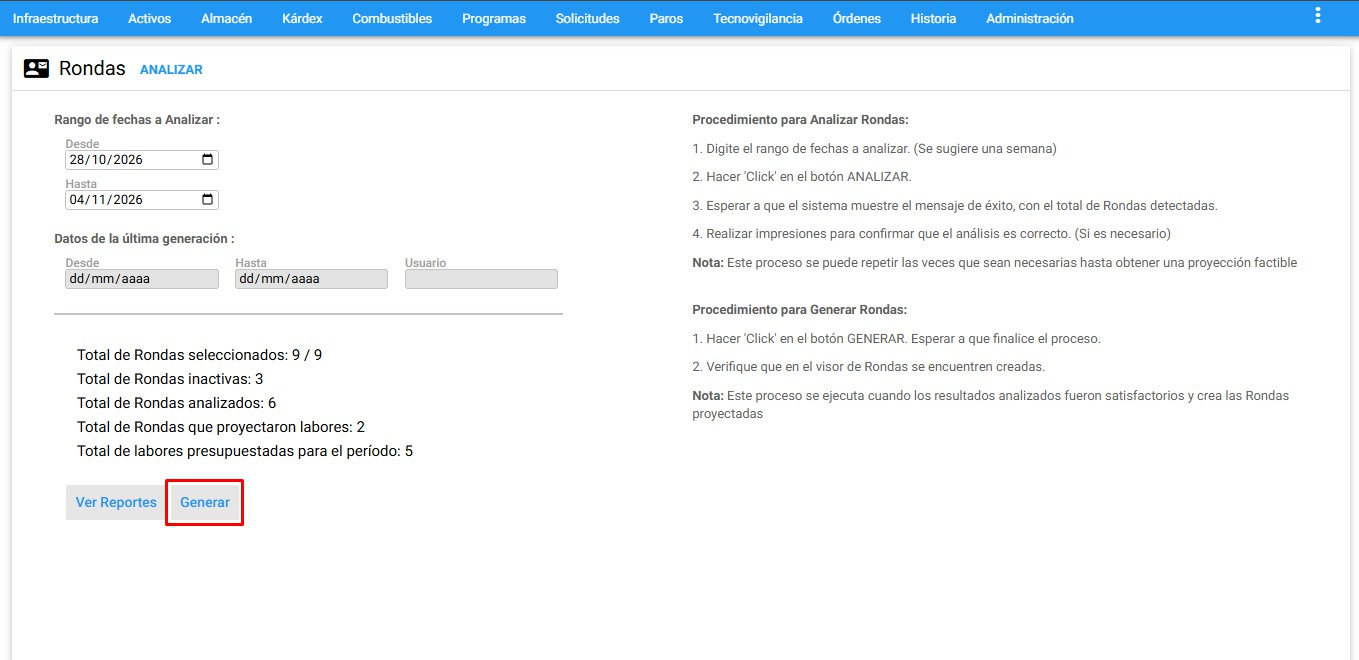 Infraestructura Activos Almacén Kárdex Combustibles Programas Solicitudes Paros Tecnovigilancia Órdenes Historia Administración
Rondas ANALIZAR
Rango de fechas a Analizar :
Desde
28/10/2026
Hasta
04/11/2026
Datos de la última generación :
Desde Hasta Usuario
dd/mm/aaaa dd/mm/aaaa
Total de Rondas seleccionados: 9 / 9
Total de Rondas inactivas: 3
Total de Rondas analizados: 6
Total de Rondas que proyectaron labores: 2
Total de labores presupuestadas para el período: 5
Ver Reportes Generar
Procedimiento para Analizar Rondas:
1. Digite el rango de fechas a analizar. (Se sugiere una semana)
2. Hacer 'Click' en el botón ANALIZAR.
3. Esperar a que el sistema muestre el mensaje de éxito, con el total de Rondas detectadas.
4. Realizar impresiones para confirmar que el análisis es correcto. (Si es necesario)
Nota: Este proceso se puede repetir las veces que sean necesarias hasta obtener una proyección factible
Procedimiento para Generar Rondas:
1. Hacer 'Click' en el botón GENERAR. Esperar a que finalice el proceso.
2. Verifique que en el visor de Rondas se encuentren creadas.
Nota: Este proceso se ejecuta cuando los resultados analizados fueron satisfactorios y crea las Rondas
proyectadas